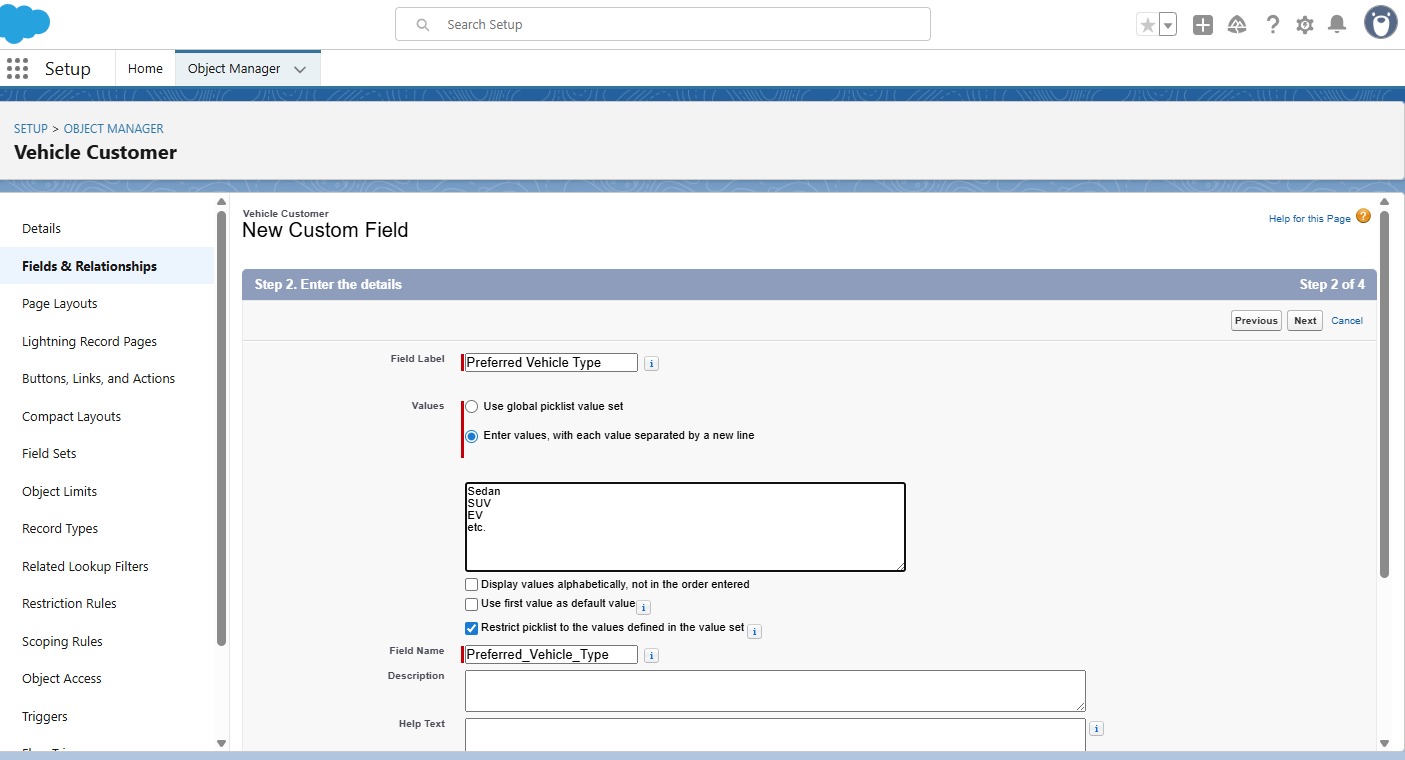 Search Setup
Setup
Home
Object Manager
SETUP > OBJECT MANAGER
Vehicle Customer
Details
Fields & Relationships
Page Layouts
Lightning Record Pages
Buttons, Links, and Actions
Compact Layouts
Field Sets
Object Limits
Record Types
Related Lookup Filters
Restriction Rules
Scoping Rules
Object Access
Triggers
Vehicle Customer
New Custom Field
Help for this Page ?
Step 2. Enter the details
Step 2 of 4
Previous
Next
Cancel
Field Label
Preferred Vehicle Type
i
Values
Use global picklist value set
Enter values, with each value separated by a new line
Sedan
SUV
EV
etc.
Display values alphabetically, not in the order entered
Use first value as default value
i
Restrict picklist to the values defined in the value set
i
Field Name
Preferred_Vehicle_Type
i
Description
Help Text
i